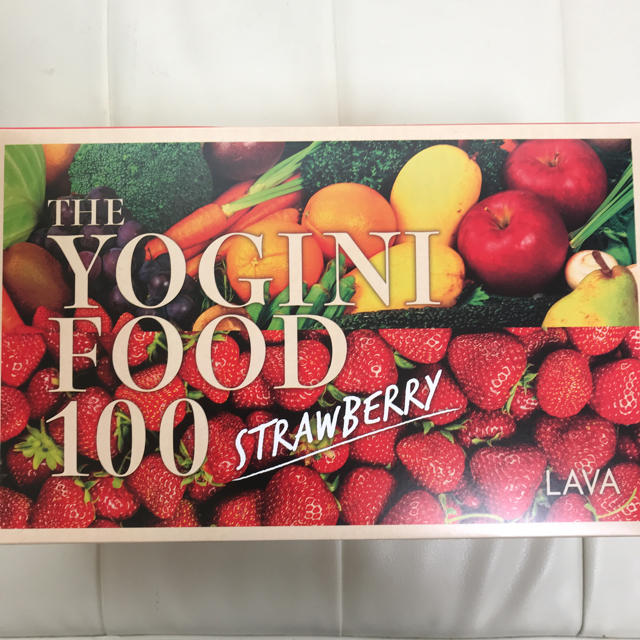 THE
YOGINI
FOOD
100 STRAWBERRY
LAVA